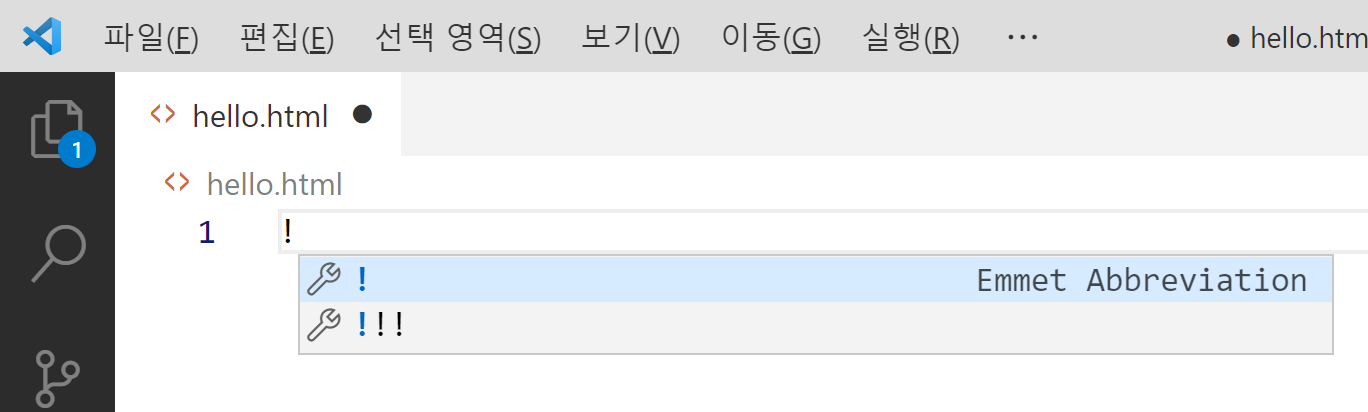 파일(F) 편집(E) 선택 영역(S) 보기(V) 이동(G) 실행(R) ··· ● hello.htm
<> hello.html ●
1
<> hello.html
1 !
! Emmet Abbreviation
!!!